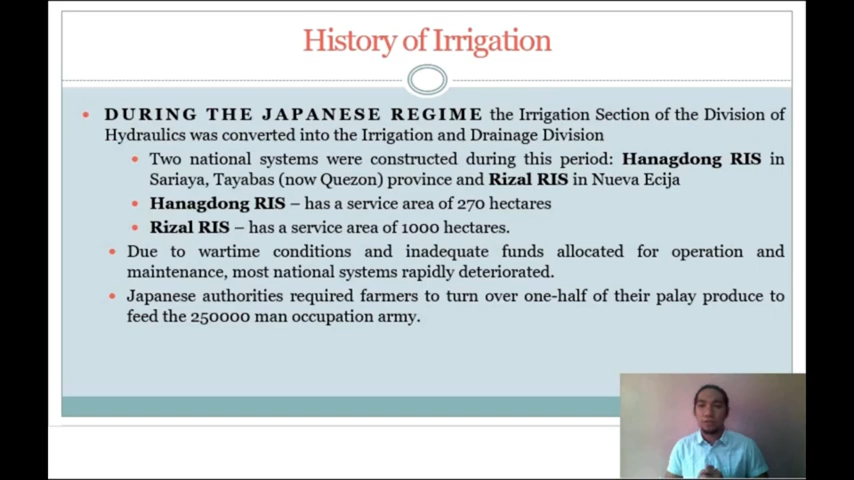 History of Irrigation
DURING THE JAPANESE REGIME the Irrigation Section of the Division of
Hydraulics was converted into the Irrigation and Drainage Division
Two national systems were constructed during this period: Hanagdong RIS in
Sariaya, Tayabas (now Quezon) province and Rizal RIS in Nueva Ecija
Hanagdong RIS – has a service area of 270 hectares
Rizal RIS – has a service area of 1000 hectares.
Due to wartime conditions and inadequate funds allocated for operation and
maintenance, most national systems rapidly deteriorated.
Japanese authorities required farmers to turn over one-half of their palay produce to
feed the 250000 man occupation army.